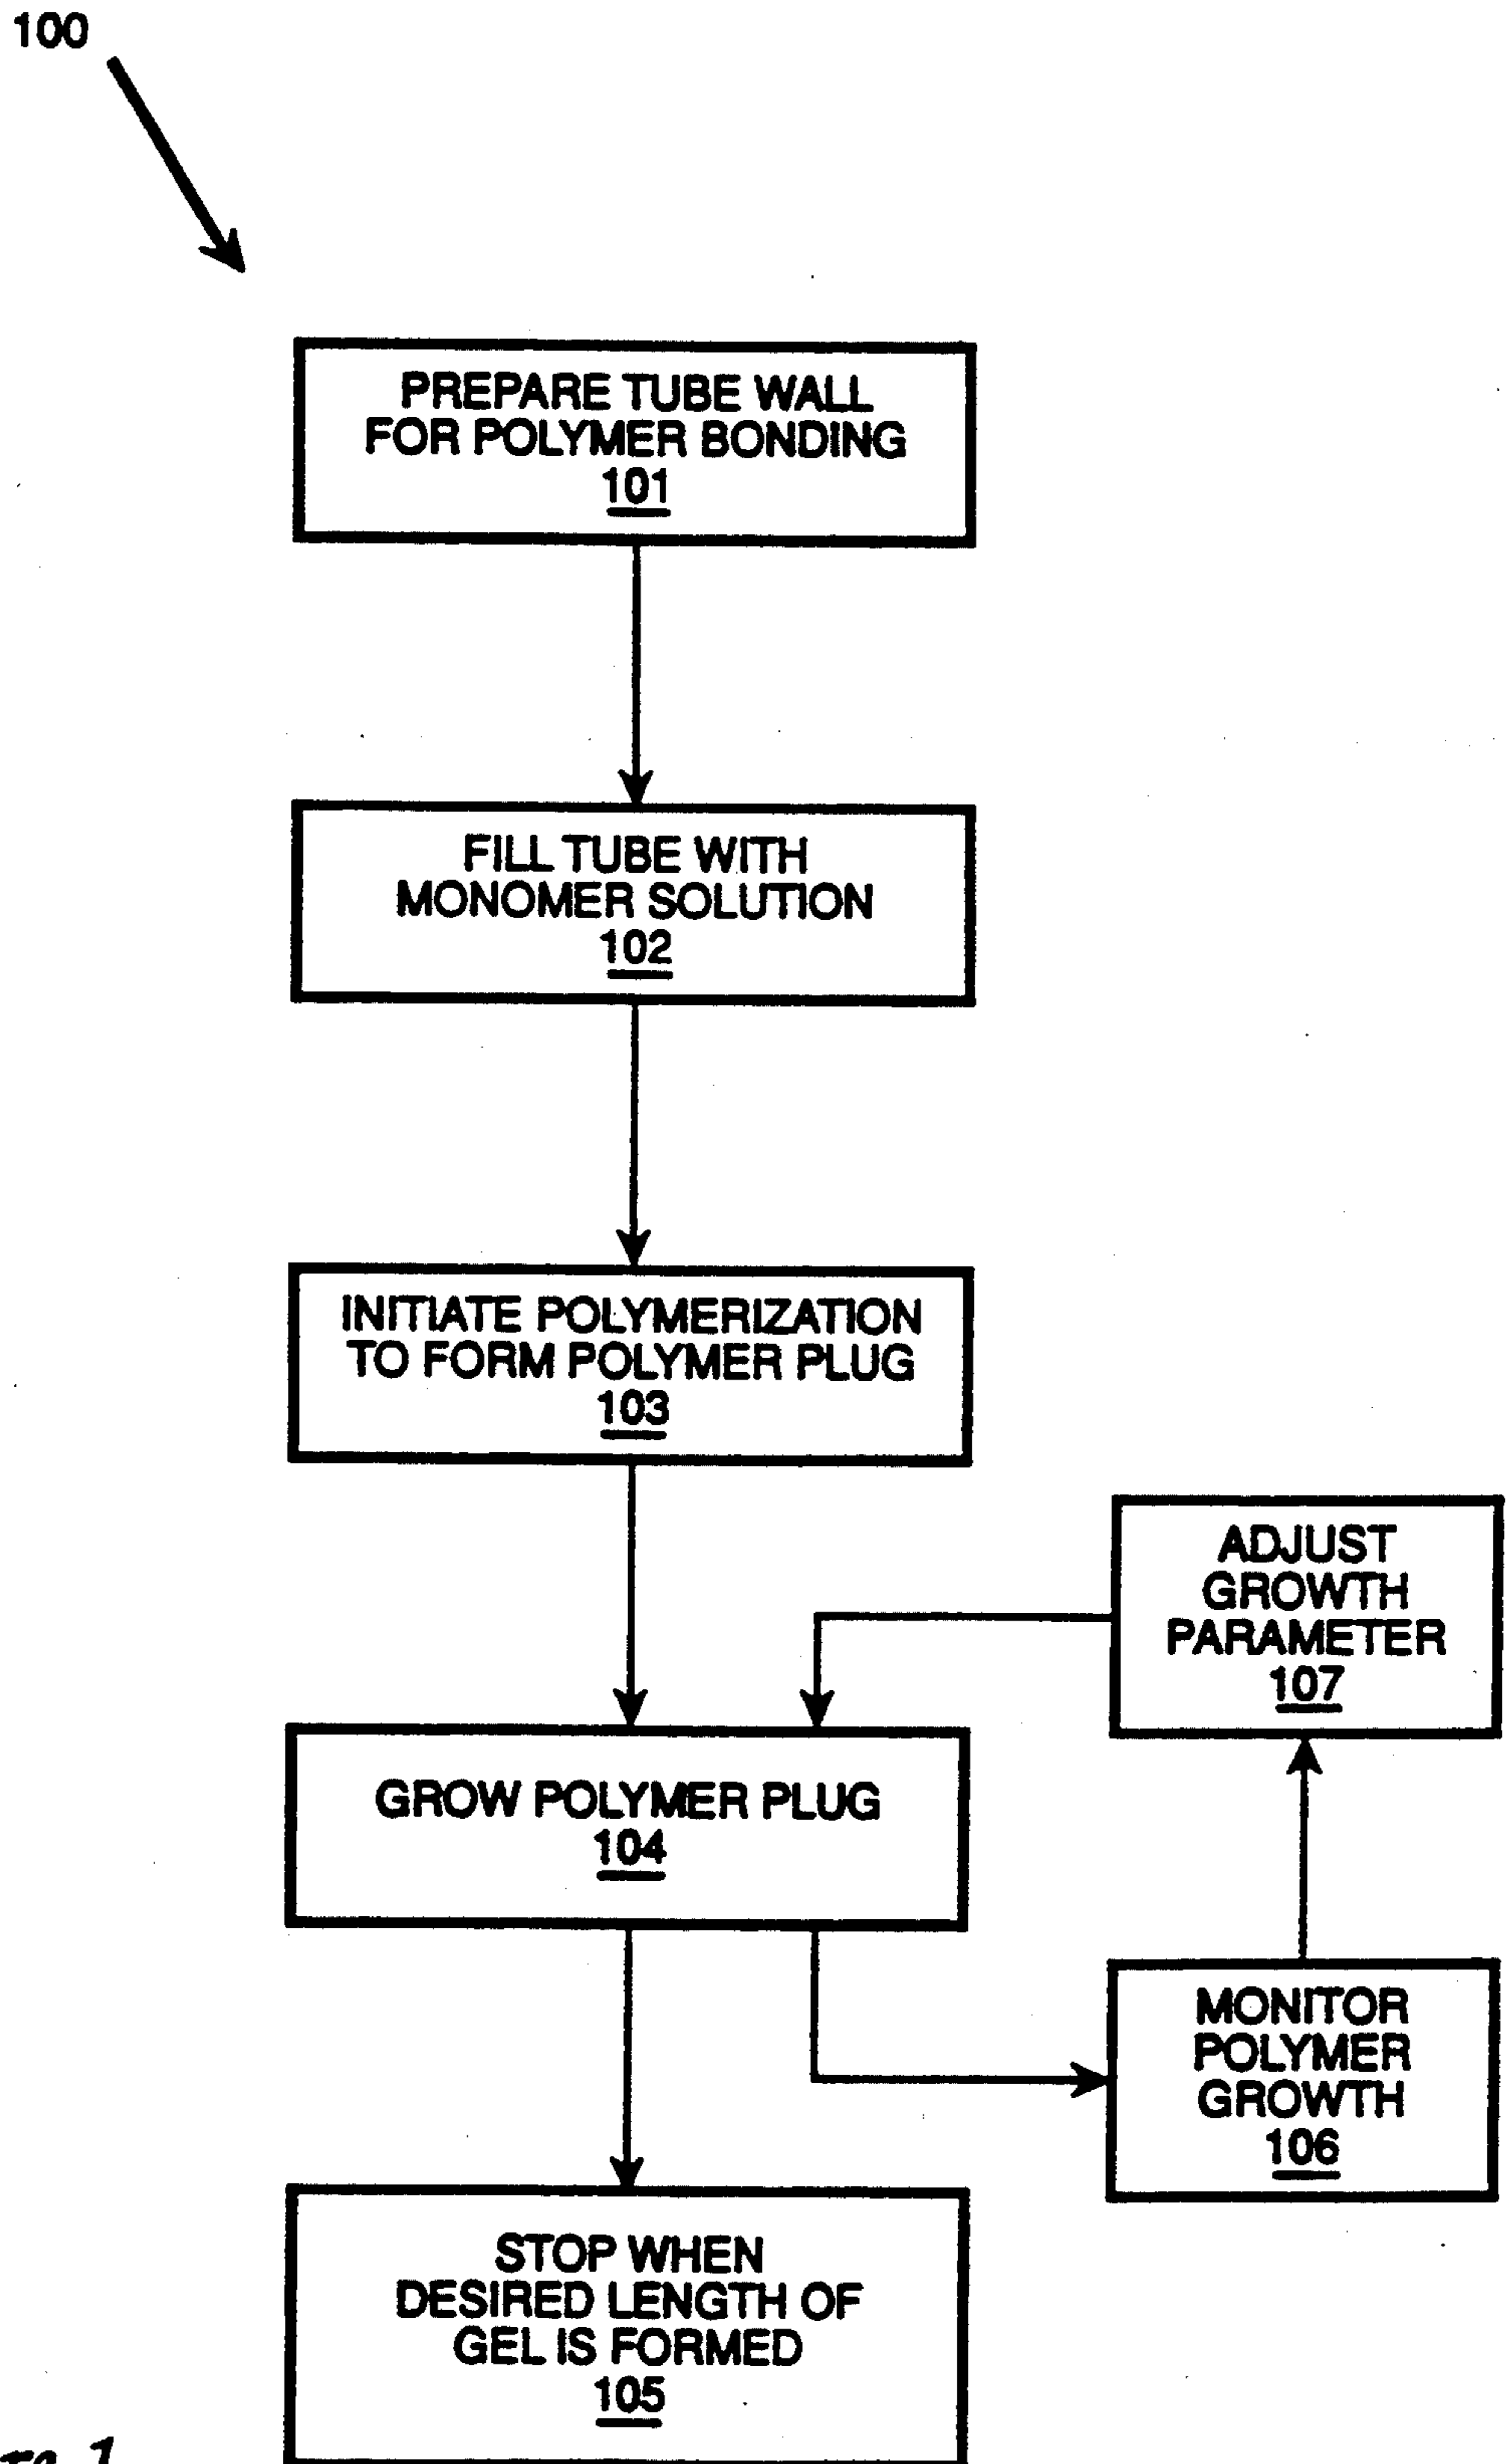 100
PREPARE TUBE WALL
FOR POLYMER BONDING
101
FILL TUBE WITH
MONOMER SOLUTION
102
INITIATE POLYMERIZATION
TO FORM POLYMER PLUG
103
ADJUST
GROWTH
PARAMETER
107
GROW POLYMER PLUG
104
MONITOR
POLYMER
GROWTH
106
STOP WHEN
DESIRED LENGTH OF
GEL IS FORMED
105
1